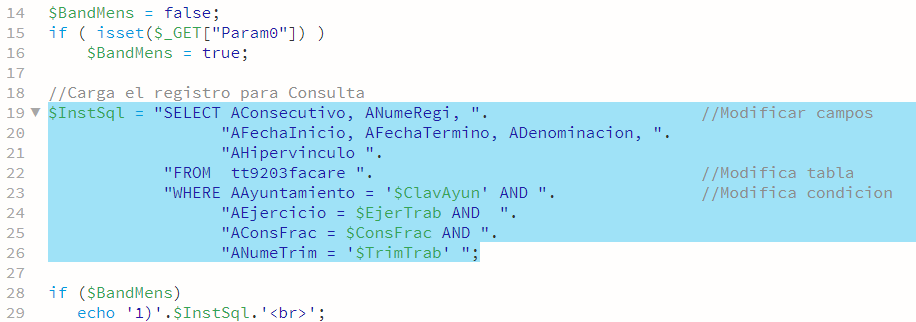 14 $BandMens = false;
15 if ( isset($_GET["Param0"]) )
16     $BandMens = true;
17
18 //Carga el registro para Consulta
19 ▼ $InstSql = "SELECT AConsecutivo, ANumeRegi, ".                      //Modificar campos
20                   "AFechaInicio, AFechaTermino, ADenominacion, ".
21                   "AHipervinculo ".
22             "FROM  tt9203facare ".                                  //Modifica tabla
23             "WHERE AAyuntamiento = '$ClavAyun' AND ".               //Modifica condicion
24                   "AEjercicio = $EjerTrab AND  ".
25                   "AConsFrac = $ConsFrac AND ".
26                   "ANumeTrim = '$TrimTrab' ";
27
28 if ($BandMens)
29    echo '1)'.$InstSql.'<br>';